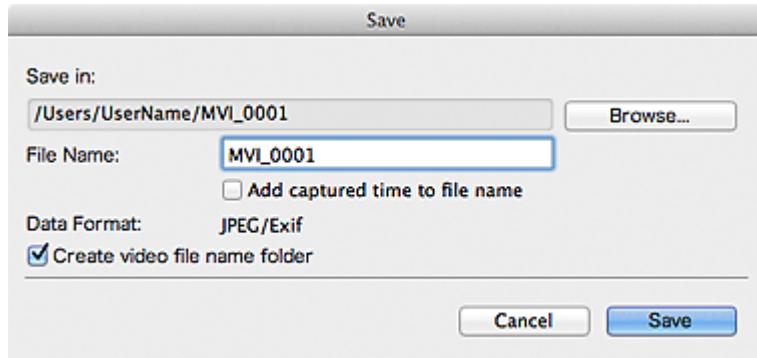 Save
Save in:
/Users/UserName/MVI_0001
Browse...
File Name:
MVI_0001
Add captured time to file name
Data Format:
JPEG/Exif
Create video file name folder
Cancel
Save